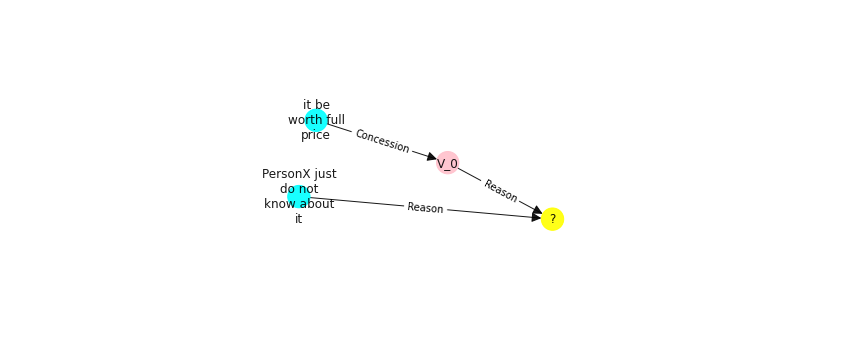 it be
worth full
price
Concession
V_0
PersonX just
do not
know about
it
Reason
Reason
?